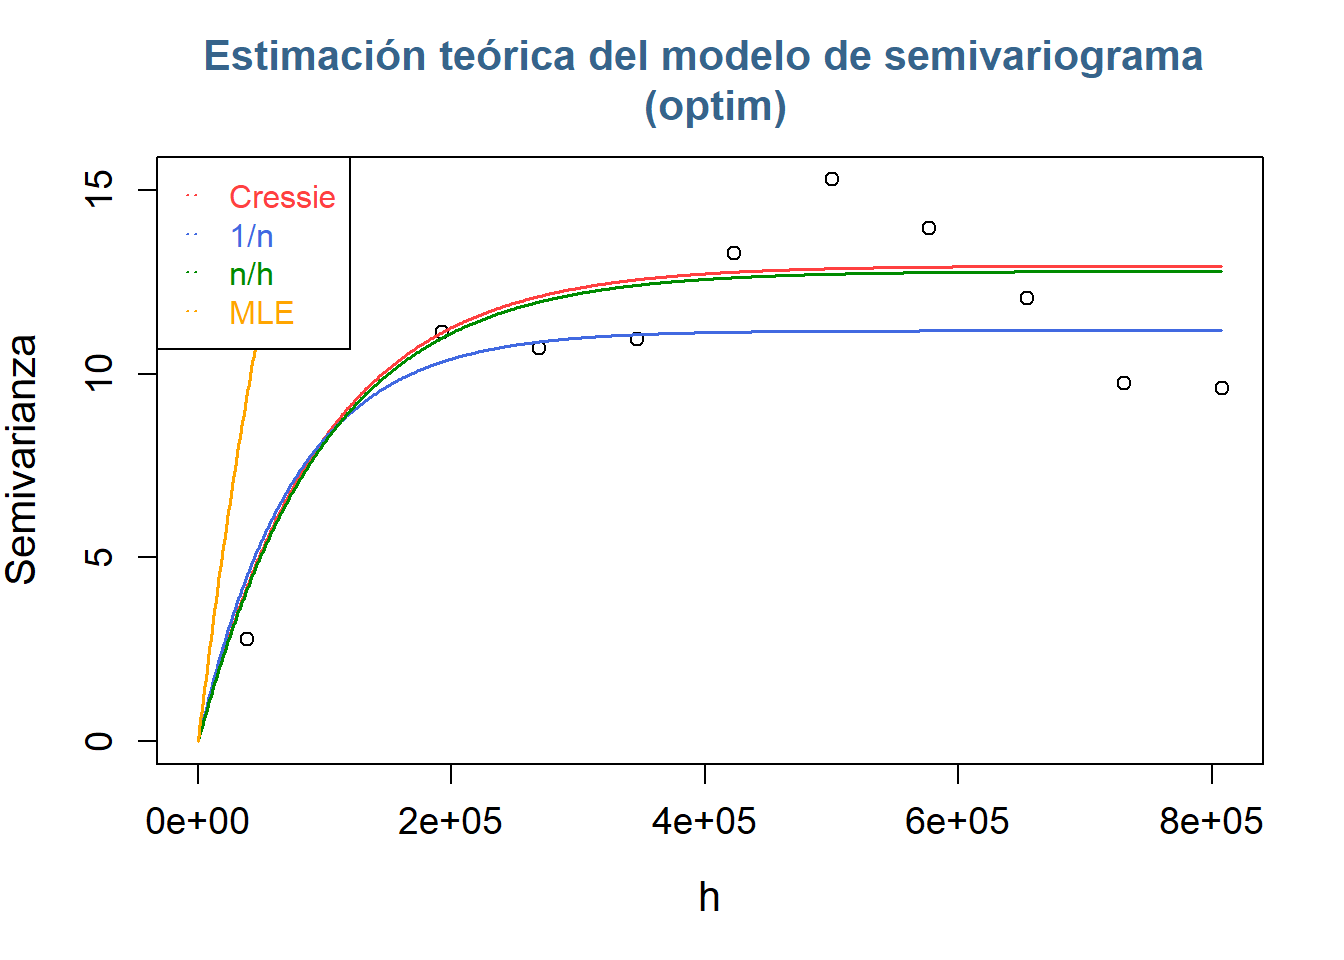 Estimación teórica del modelo de semivariograma
(optim)
Cressie
1/n
n/h
MLE
Semivarianza
15
10
5
0
0e+00 2e+05 4e+05 6e+05 8e+05
h